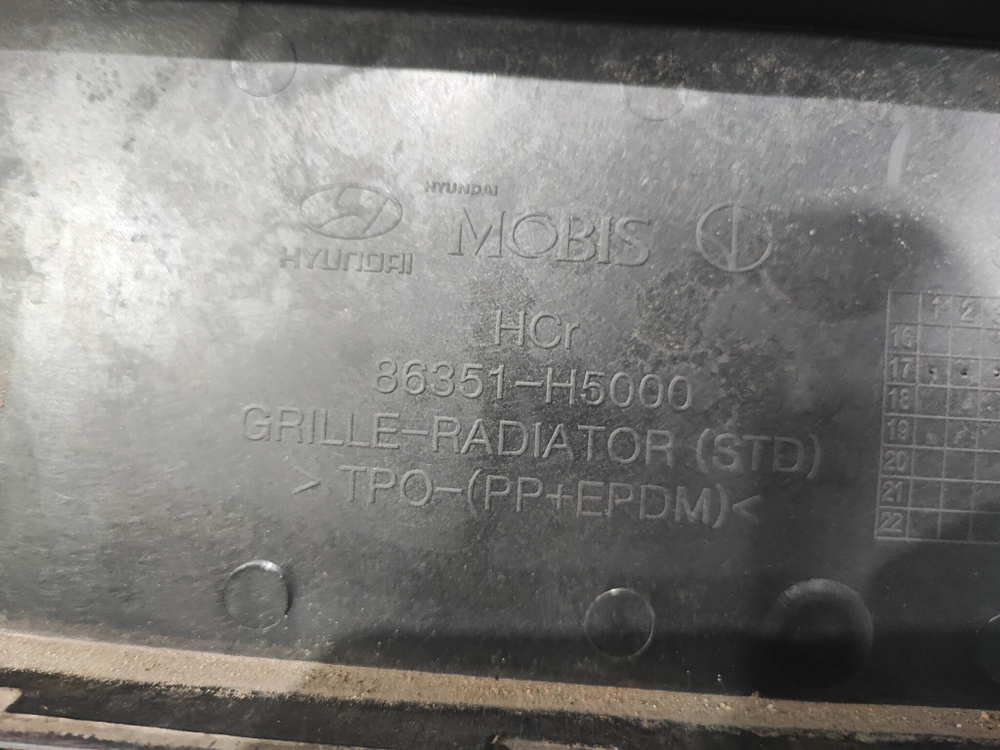 HYUNDAI
HYUNDAI
MOBIS
HCr
86351-H5000
GRILLE-RADIATOR (STD)
> TPO-(PP+EPDM)<
1 2
16
17
18
19
20
21
22